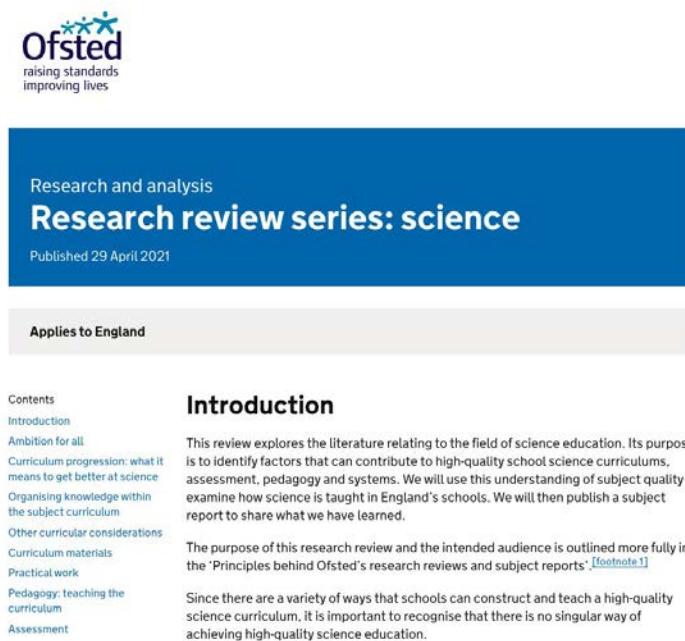 Ofsted
raising standards
improving lives
Research and analysis
Research review series: science
Published 29 April 2021
Applies to England
Contents
Introduction
Ambition for all
Curriculum progression: what it
means to get better at science
Organising knowledge within
the subject curriculum
Other curricular considerations
Curriculum materials
Practical work
Pedagogy: teaching the
curriculum
Assessment
Introduction
This review explores the literature relating to the field of science education. Its purpos
is to identify factors that can contribute to high-quality school science curriculums,
assessment, pedagogy and systems. We will use this understanding of subject quality
examine how science is taught in England's schools. We will then publish a subject
report to share what we have learned.
The purpose of this research review and the intended audience is outlined more fully in
the 'Principles behind Ofsted's research reviews and subject reports'.[footnote 1]
Since there are a variety of ways that schools can construct and teach a high-quality
science curriculum, it is important to recognise that there is no singular way of
achieving high-quality science education.